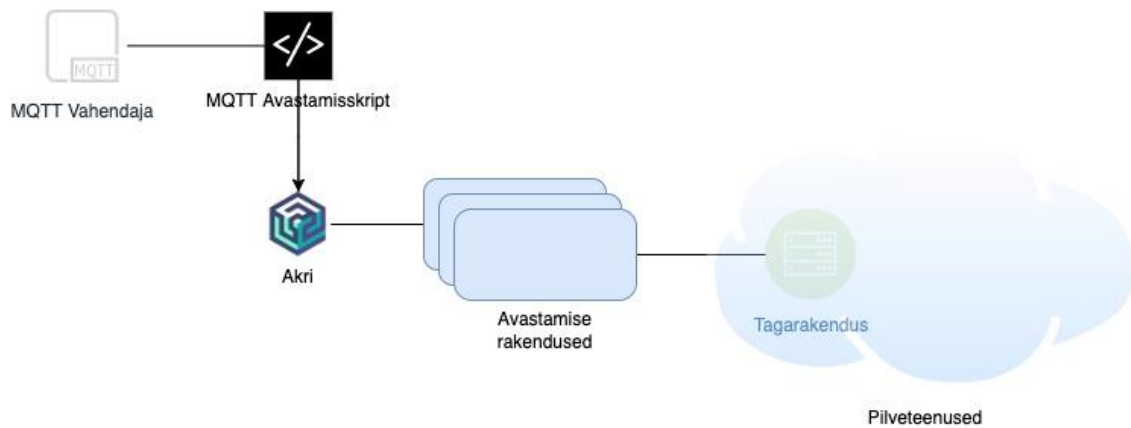 MQTT
MQTT Vahendaja
</>
MQTT Avastamisskript
Akri
Avastamise
rakendused
Tagarakendus
Pilveteenused